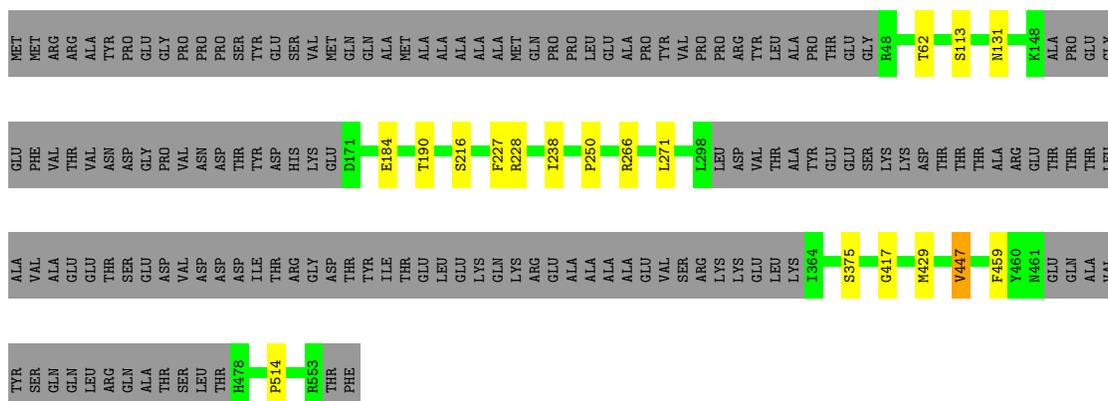 MET MET ARG ARG ALA TYR PRO GLU GLY PRO PRO PRO SER TYR GLU SER VAL MET GLN GLN ALA MET ALA ALA ALA ALA ALA MET GLN PRO PRO LEU GLU ALA PRO TYR VAL PRO PRO ARG TYR LEU ALA PRO THR GLU GLY R48 T62 S113 N131 K148 ALA PRO GLU GLY
GLU PHE VAL THR VAL ASN ASP GLY PRO VAL ASN ASP THR TYR ASP HIS LYS GLU D171 E184 T190 S216 F227 R228 I238 P250 R266 L271 L298 LEU ASP VAL THR ALA TYR GLU GLU SER LYS LYS ASP THR THR THR ALA ARG GLU THR THR THR LEU
ALA VAL ALA GLU GLU THR SER GLU ASP VAL ASP ASP ASP ILE THR ARG GLY ASP THR TYR ILE THR GLU LEU GLU LYS GLN LYS ARG GLU ALA ALA ALA ALA GLU VAL SER ARG LYS LYS GLU LEU LYS I364 S375 G417 M429 V447 F459 Y460 N461 GLU GLN ALA VAL
TYR SER GLN GLN LEU ARG GLN ALA THR SER LEU THR H478 P514 R553 THR PHE